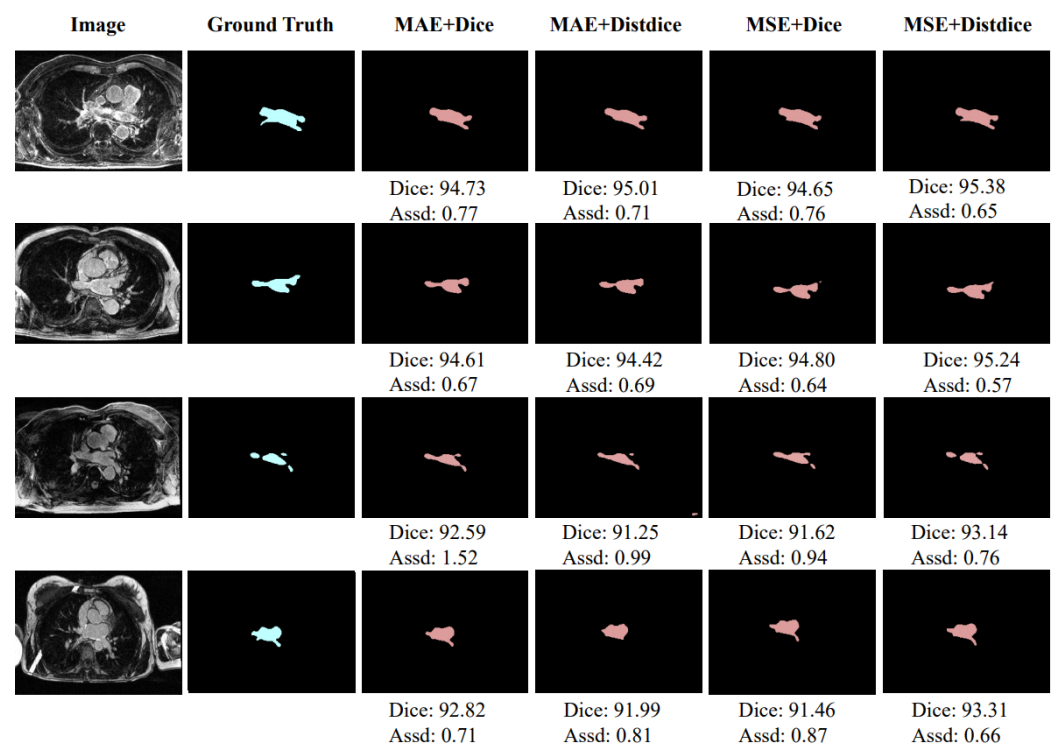 Image Ground Truth MAE+Dice MAE+Distdice MSE+Dice MSE+Distdice
Dice: 94.73 Dice: 95.01 Dice: 94.65 Dice: 95.38
Assd: 0.77 Assd: 0.71 Assd: 0.76 Assd: 0.65
Dice: 94.61 Dice: 94.42 Dice: 94.80 Dice: 95.24
Assd: 0.67 Assd: 0.69 Assd: 0.64 Assd: 0.57
Dice: 92.59 Dice: 91.25 Dice: 91.62 Dice: 93.14
Assd: 1.52 Assd: 0.99 Assd: 0.94 Assd: 0.76
Dice: 92.82 Dice: 91.99 Dice: 91.46 Dice: 93.31
Assd: 0.71 Assd: 0.81 Assd: 0.87 Assd: 0.66